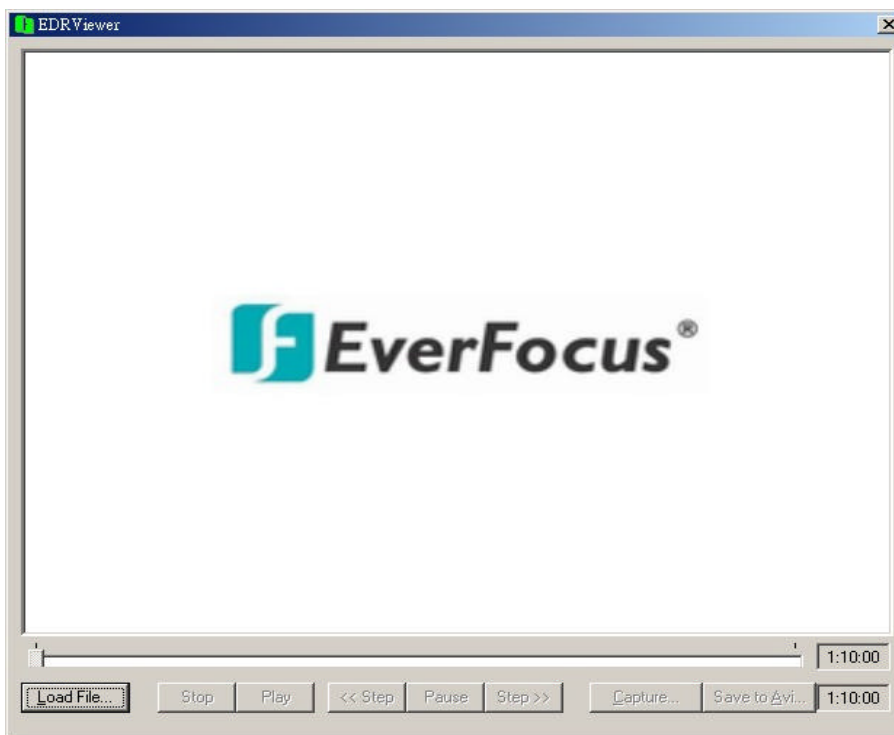 EDRViewer
EverFocus®
1:10:00
Load File... Stop Play << Step Pause Step >> Capture... Save to Avi... 1:10:00